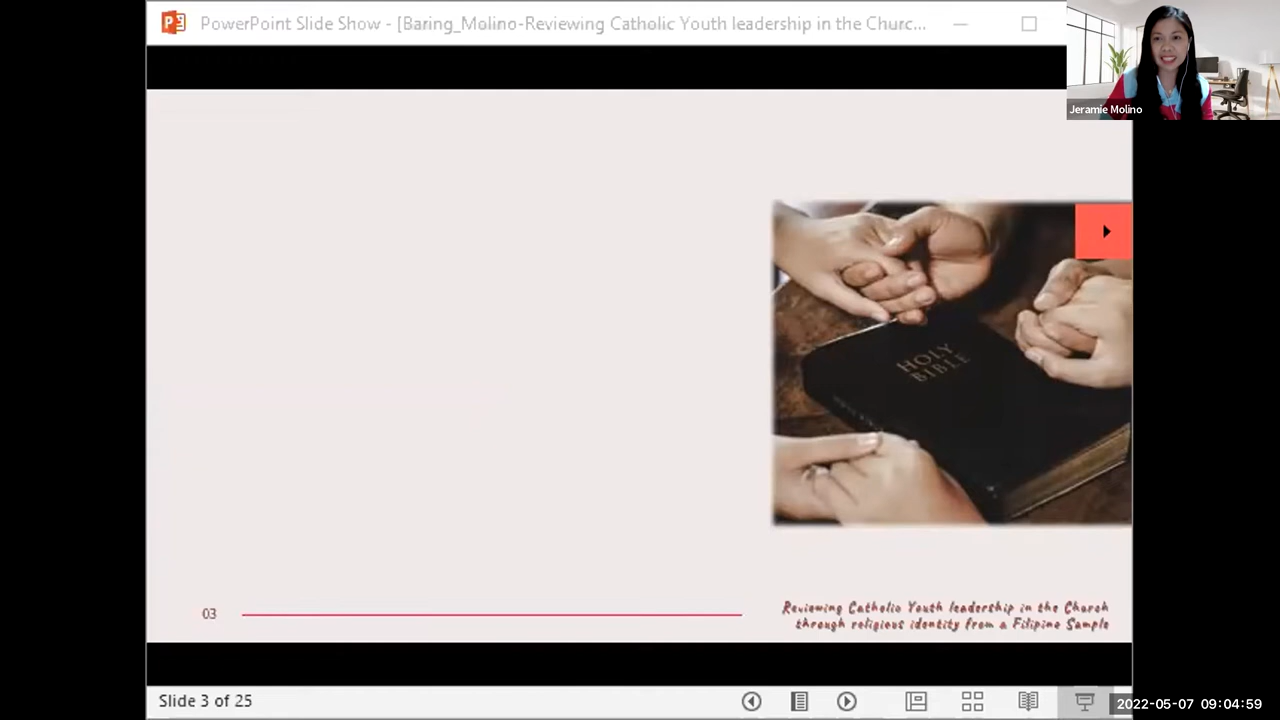 PowerPoint Slide Show - [Baring_Molino-Reviewing Catholic Youth leadership in the Churc...
Jeramie Molino
HOLY
BIBLE
03
Reviewing Catholic Youth leadership in the Church
through religious identity from a Filipino Sample
Slide 3 of 25
2022-05-07 09:04:59